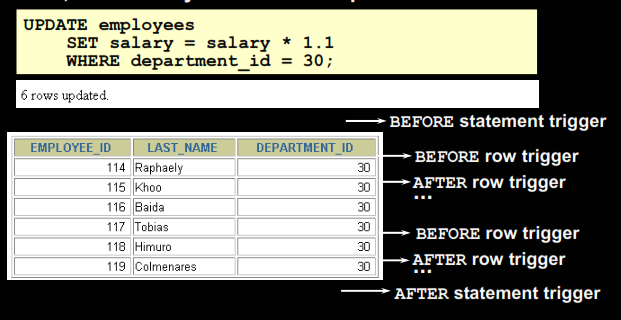 UPDATE employees
SET salary = salary * 1.1
WHERE department_id = 30;
6 rows updated.
BEFORE statement trigger
EMPLOYEE_ID LAST_NAME DEPARTMENT_ID
BEFORE row trigger
114 Raphaely 30
AFTER row trigger
115 Khoo 30
...
116 Baida 30
117 Tobias 30
BEFORE row trigger
118 Himuro 30
AFTER row trigger
119 Colmenares 30
...
AFTER statement trigger